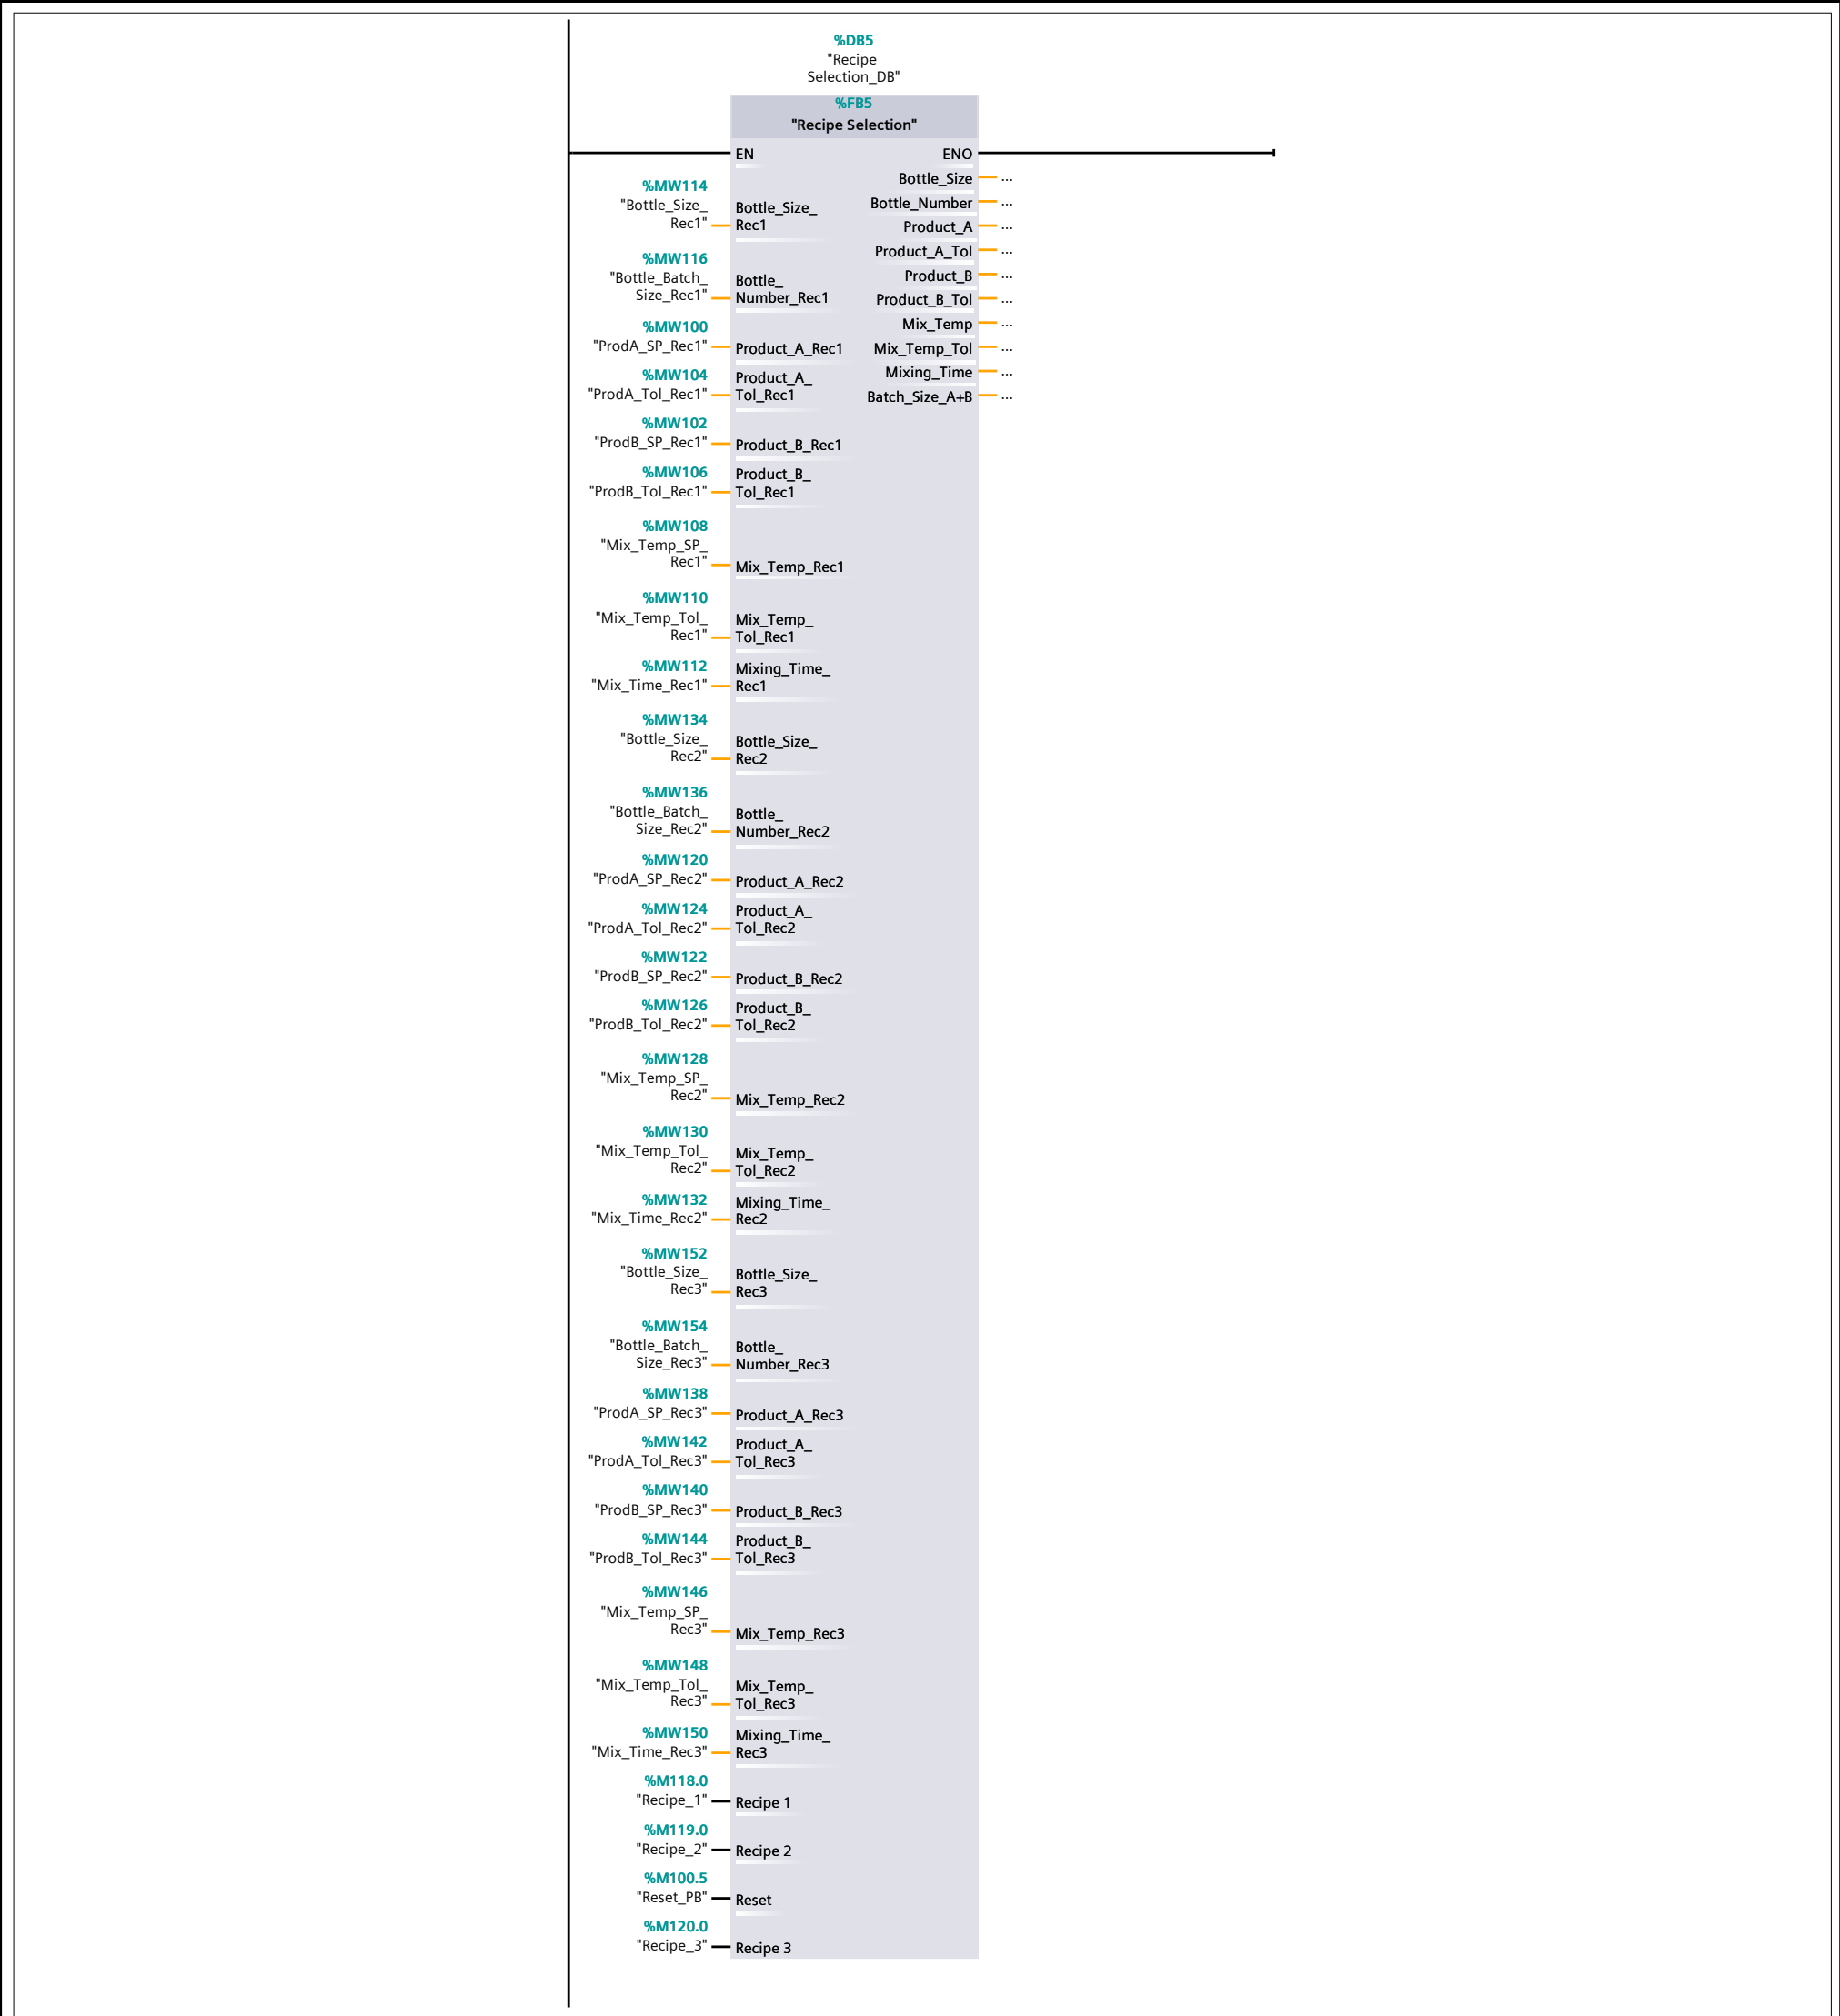 %DB5
"Recipe
Selection_DB"
%FB5
"Recipe Selection"
EN
ENO
Bottle_Size ...
Bottle_Number ...
Product_A ...
Product_A_Tol ...
Product_B ...
Product_B_Tol ...
Mix_Temp ...
Mix_Temp_Tol ...
Mixing_Time ...
Batch_Size_A+B ...
%MW114
"Bottle_Size_
Rec1"
Bottle_Size_
Rec1
%MW116
"Bottle_Batch_
Size_Rec1"
Bottle_
Number_Rec1
%MW100
"ProdA_SP_Rec1"
Product_A_Rec1
%MW104
"ProdA_Tol_Rec1"
Product_A_
Tol_Rec1
%MW102
"ProdB_SP_Rec1"
Product_B_Rec1
%MW106
"ProdB_Tol_Rec1"
Product_B_
Tol_Rec1
%MW108
"Mix_Temp_SP_
Rec1"
Mix_Temp_Rec1
%MW110
"Mix_Temp_Tol_
Rec1"
Mix_Temp_
Tol_Rec1
%MW112
"Mix_Time_Rec1"
Mixing_Time_
Rec1
%MW134
"Bottle_Size_
Rec2"
Bottle_Size_
Rec2
%MW136
"Bottle_Batch_
Size_Rec2"
Bottle_
Number_Rec2
%MW120
"ProdA_SP_Rec2"
Product_A_Rec2
%MW124
"ProdA_Tol_Rec2"
Product_A_
Tol_Rec2
%MW122
"ProdB_SP_Rec2"
Product_B_Rec2
%MW126
"ProdB_Tol_Rec2"
Product_B_
Tol_Rec2
%MW128
"Mix_Temp_SP_
Rec2"
Mix_Temp_Rec2
%MW130
"Mix_Temp_Tol_
Rec2"
Mix_Temp_
Tol_Rec2
%MW132
"Mix_Time_Rec2"
Mixing_Time_
Rec2
%MW152
"Bottle_Size_
Rec3"
Bottle_Size_
Rec3
%MW154
"Bottle_Batch_
Size_Rec3"
Bottle_
Number_Rec3
%MW138
"ProdA_SP_Rec3"
Product_A_Rec3
%MW142
"ProdA_Tol_Rec3"
Product_A_
Tol_Rec3
%MW140
"ProdB_SP_Rec3"
Product_B_Rec3
%MW144
"ProdB_Tol_Rec3"
Product_B_
Tol_Rec3
%MW146
"Mix_Temp_SP_
Rec3"
Mix_Temp_Rec3
%MW148
"Mix_Temp_Tol_
Rec3"
Mix_Temp_
Tol_Rec3
%MW150
"Mix_Time_Rec3"
Mixing_Time_
Rec3
%M118.0
"Recipe_1"
Recipe 1
%M119.0
"Recipe_2"
Recipe 2
%M100.5
"Reset_PB"
Reset
%M120.0
"Recipe_3"
Recipe 3